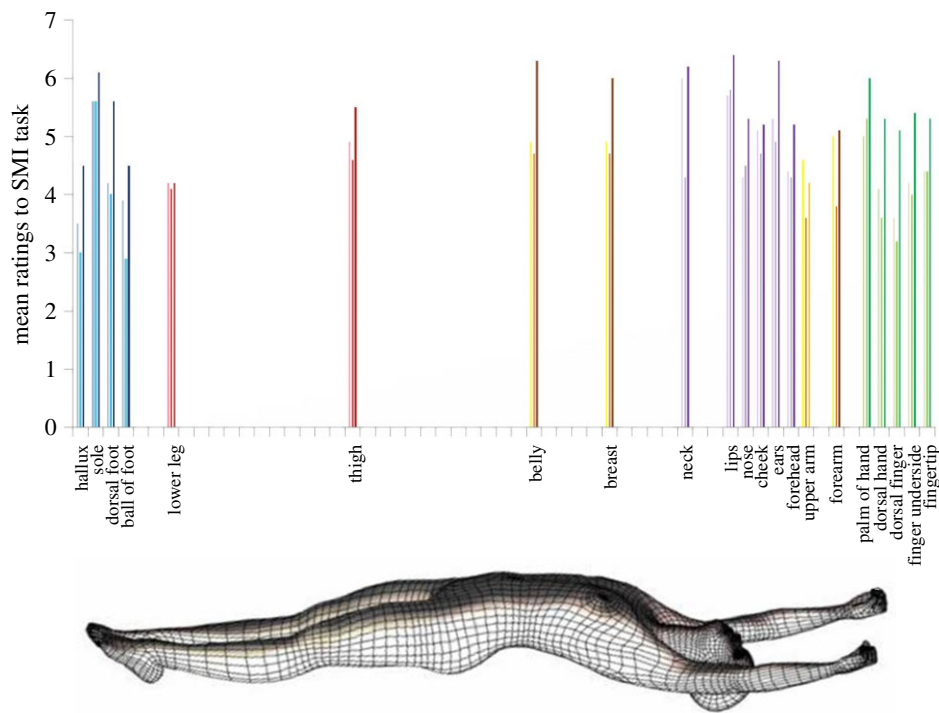 7
6
5
4
3
2
1
0
mean ratings to SMI task
hallux
sole
dorsal foot
ball of foot
lower leg
thigh
belly
breast
neck
lips
nose
cheek
ears
forehead
upper arm
forearm
palm of hand
dorsal hand
dorsal finger
finger underside
fingertip